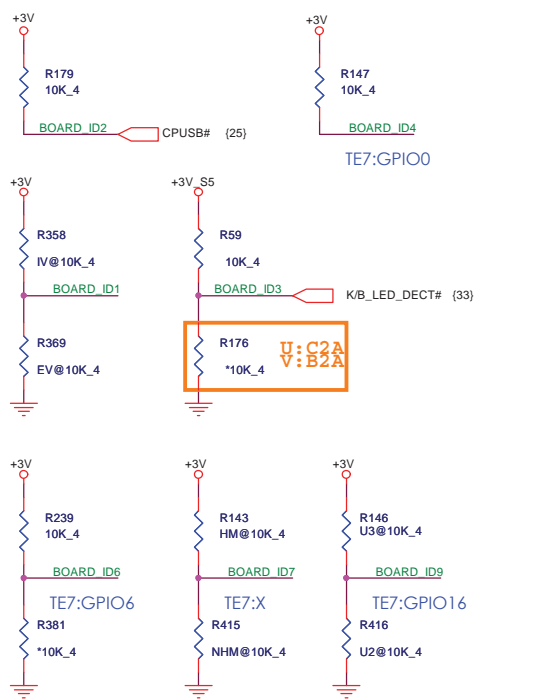 +3V
+3V
R179
10K_4
R147
10K_4
BOARD_ID2
CPUSB# {25}
BOARD_ID4
TE7:GPIO0
+3V
+3V_S5
R358
IV@10K_4
R59
10K_4
BOARD_ID1
BOARD_ID3
K/B_LED_DECT# {33}
R369
EV@10K_4
R176
*10K_4
U:C2A
V:B2A
+3V
+3V
+3V
R239
10K_4
R143
HM@10K_4
R146
U3@10K_4
BOARD_ID6
BOARD_ID7
BOARD_ID9
TE7:GPIO6
TE7:X
TE7:GPIO16
R381
*10K_4
R415
NHM@10K_4
R416
U2@10K_4